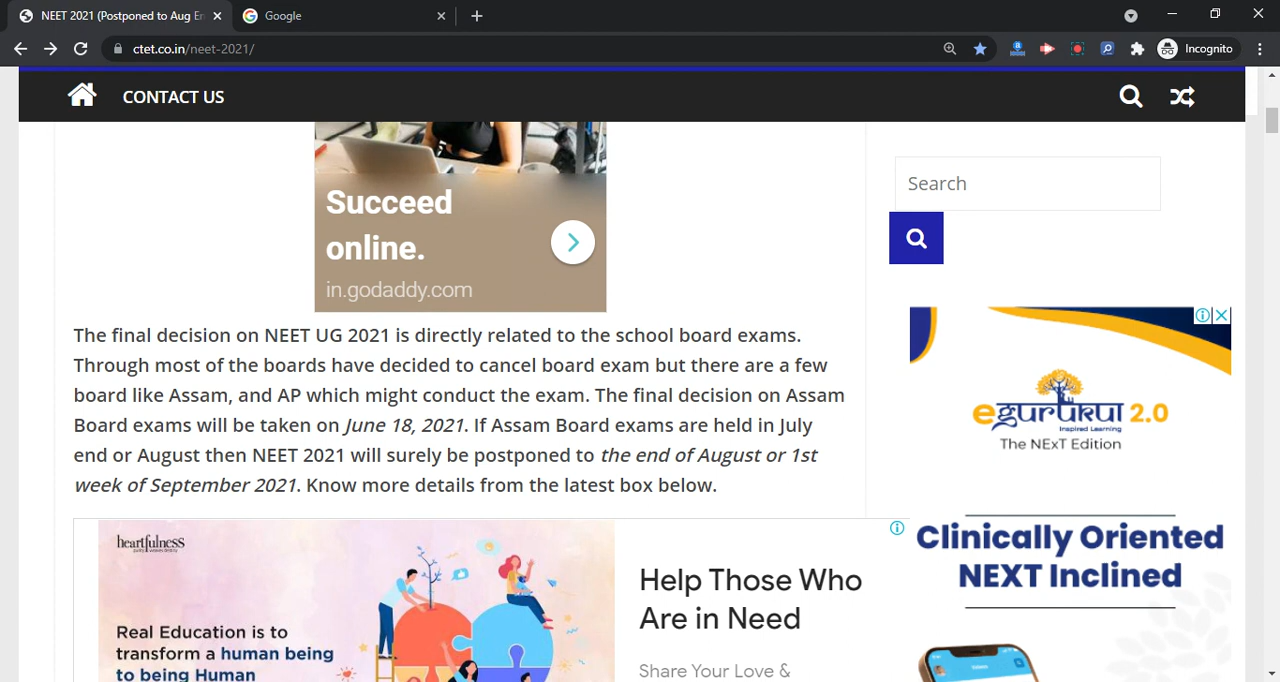 NEET 2021 (Postponed to Aug En
Google
ctet.co.in/neet-2021/
Incognito
CONTACT US
Succeed
online.
in.godaddy.com
Search
The final decision on NEET UG 2021 is directly related to the school board exams.
Through most of the boards have decided to cancel board exam but there are a few
board like Assam, and AP which might conduct the exam. The final decision on Assam
Board exams will be taken on June 18, 2021. If Assam Board exams are held in July
end or August then NEET 2021 will surely be postponed to the end of August or 1st
week of September 2021. Know more details from the latest box below.
egurukul 2.0
Inspired Learning
The NExT Edition
Clinically Oriented
NEXT Inclined
heartfulness
purity weaves destiny
Real Education is to
transform a human being
to being Human
Help Those Who
Are in Need
Share Your Love &